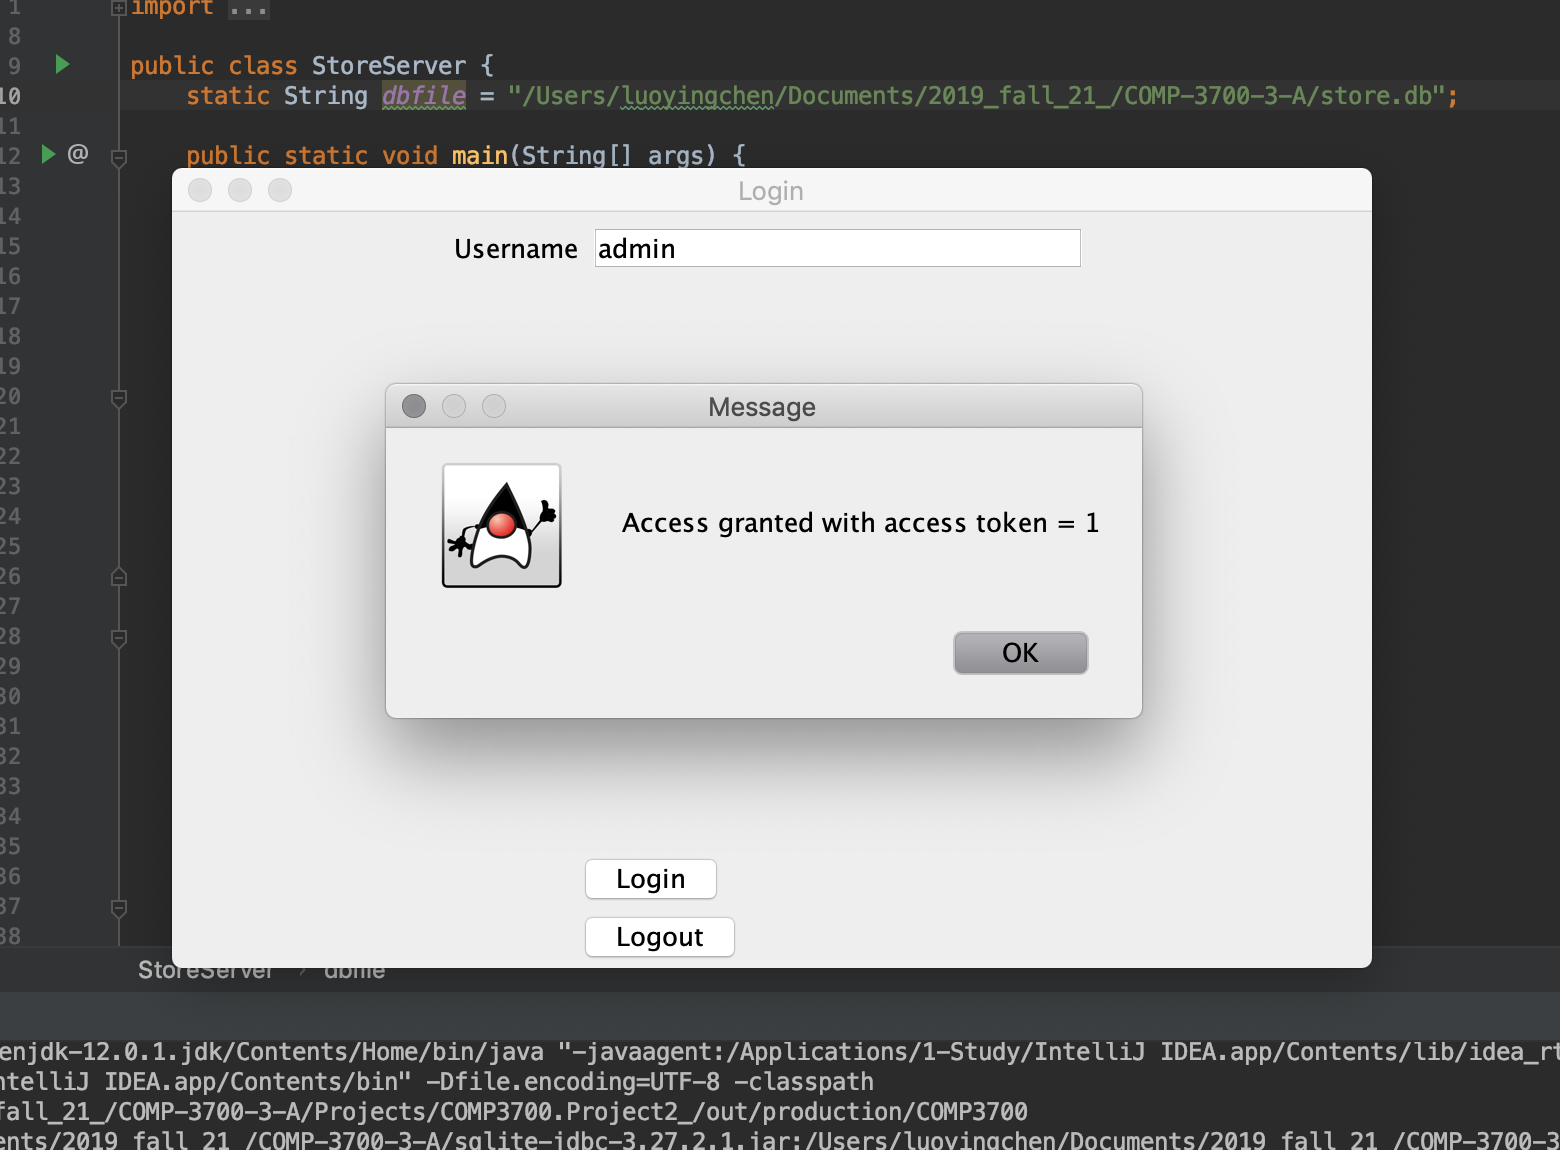 1 import ...
8
9 public class StoreServer {
10 static String dbfile = "/Users/luoyingchen/Documents/2019_fall_21_/COMP-3700-3-A/store.db";
11
12 @ public static void main(String[] args) {
13
Login
14
15
Username admin
16
17
18
19
20
21
Message
22
23
24
Access granted with access token = 1
25
26
27
28
OK
29
30
31
32
33
34
35
36
Login
37
38
Logout
StoreServer › dbfile
enjdk-12.0.1.jdk/Contents/Home/bin/java "-javaagent:/Applications/1-Study/IntelliJ IDEA.app/Contents/lib/idea_rt
ntelliJ IDEA.app/Contents/bin" -Dfile.encoding=UTF-8 -classpath
fall_21_/COMP-3700-3-A/Projects/COMP3700.Project2_/out/production/COMP3700
ents/2019_fall_21_/COMP-3700-3-A/sqlite-jdbc-3.27.2.1.jar:/Users/luoyingchen/Documents/2019_fall_21_/COMP-3700-3